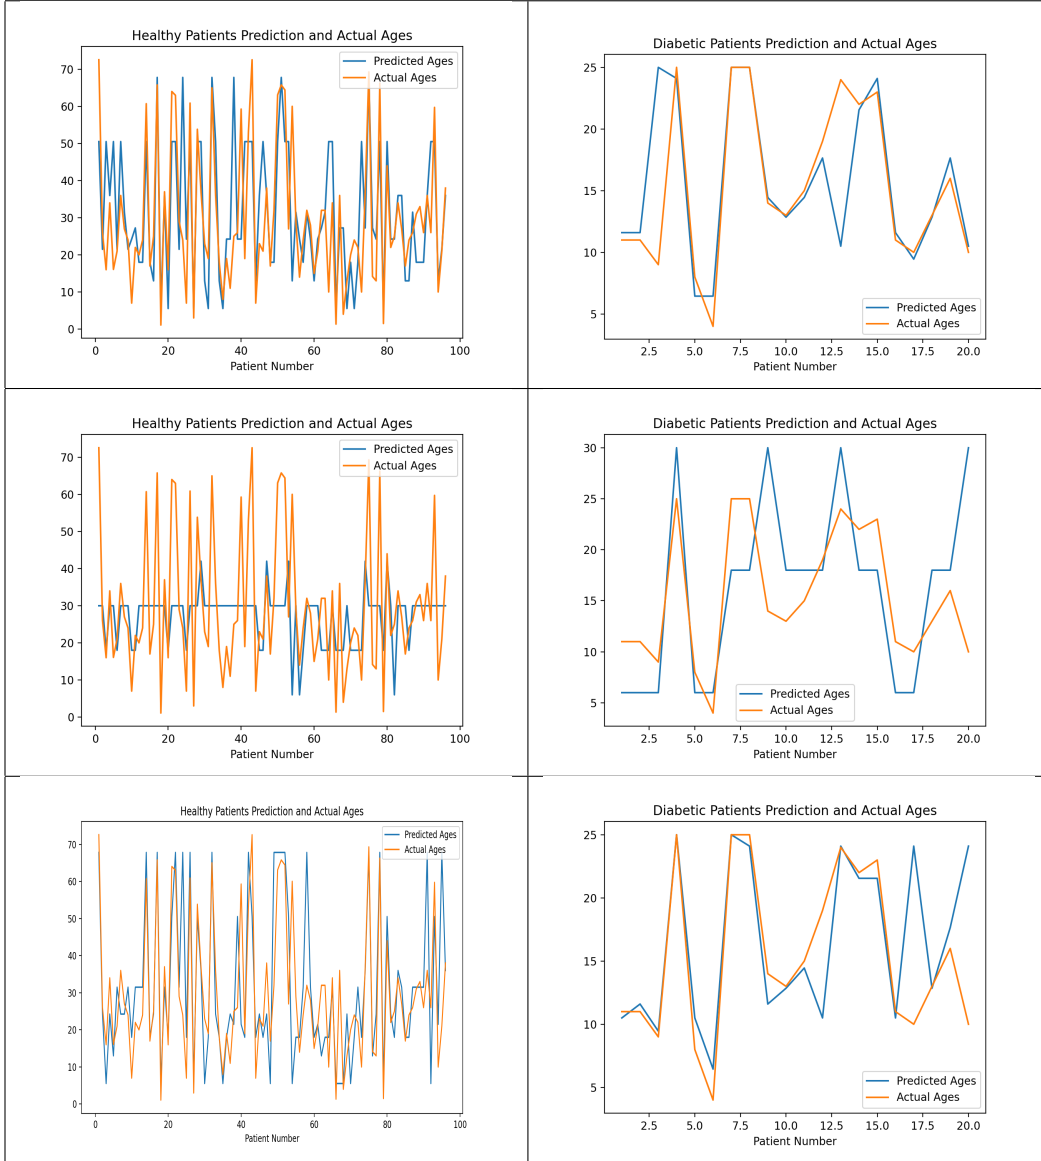 Healthy Patients Prediction and Actual Ages
70
60
50
40
30
20
10
0
Predicted Ages
Actual Ages
0 20 40 60 80 100
Patient Number
Diabetic Patients Prediction and Actual Ages
25
20
15
10
5
Predicted Ages
Actual Ages
2.5 5.0 7.5 10.0 12.5 15.0 17.5 20.0
Patient Number
Healthy Patients Prediction and Actual Ages
70
60
50
40
30
20
10
0
Predicted Ages
Actual Ages
0 20 40 60 80 100
Patient Number
Diabetic Patients Prediction and Actual Ages
30
25
20
15
10
5
Predicted Ages
Actual Ages
2.5 5.0 7.5 10.0 12.5 15.0 17.5 20.0
Patient Number
Healthy Patients Prediction and Actual Ages
70
60
50
40
30
20
10
0
Predicted Ages
Actual Ages
0 20 40 60 80 100
Patient Number
Diabetic Patients Prediction and Actual Ages
25
20
15
10
5
Predicted Ages
Actual Ages
2.5 5.0 7.5 10.0 12.5 15.0 17.5 20.0
Patient Number